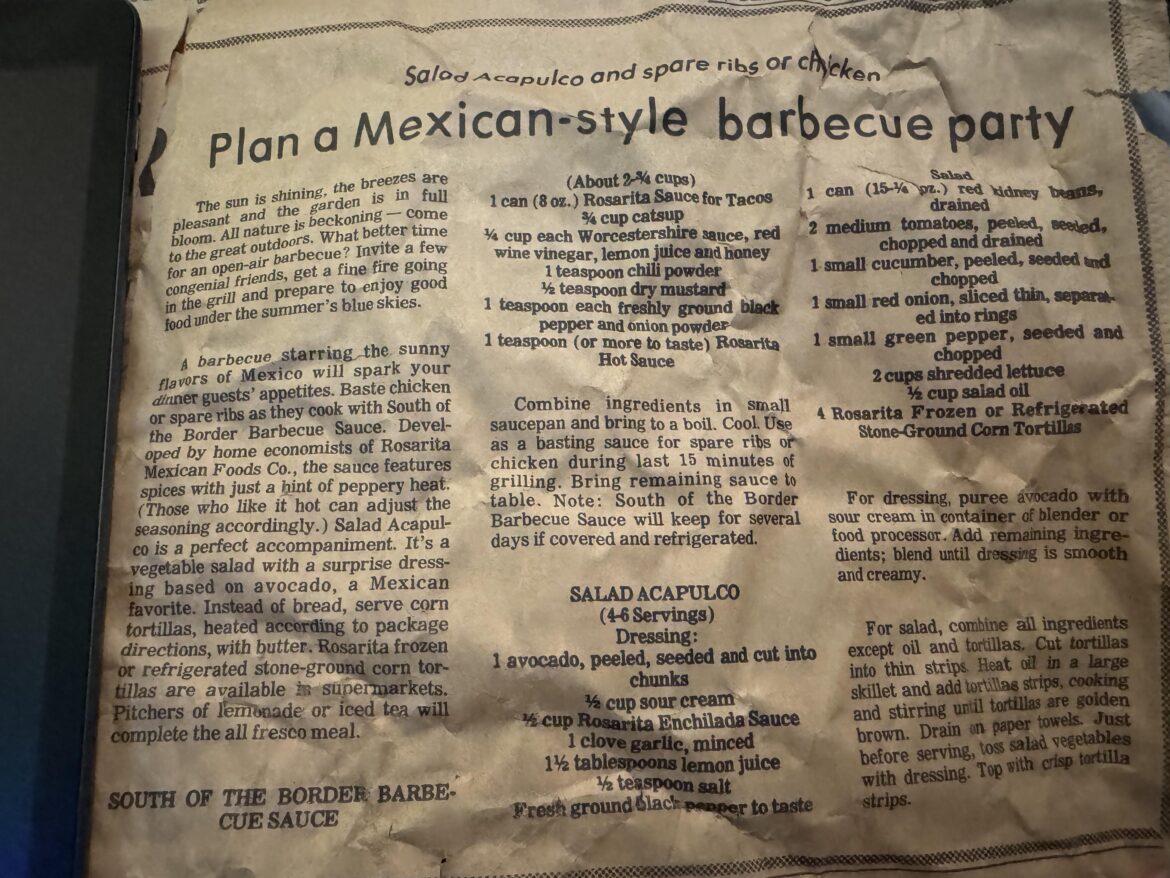 Salad Acapulco and spare ribs or chicken
Plan a Mexican-style barbecue party
The sun is shining, the breezes are
pleasant and the garden is in full
bloom. All nature is beckoning — come
to the great outdoors. What better time
for an open-air barbecue? Invite a few
congenial friends, get a fine fire going
in the grill and prepare to enjoy good
food under the summer's blue skies.
A barbecue starring the sunny
flavors of Mexico will spark your
dinner guests' appetites. Baste chicken
or spare ribs as they cook with South of
the Border Barbecue Sauce. Devel-
oped by home economists of Rosarita
Mexican Foods Co., the sauce features
spices with just a hint of peppery heat.
(Those who like it hot can adjust the
seasoning accordingly.) Salad Acapul-
co is a perfect accompaniment. It's a
vegetable salad with a surprise dress-
ing based on avocado, a Mexican
favorite. Instead of bread, serve corn
tortillas, heated according to package
directions, with butter. Rosarita frozen
or refrigerated stone-ground corn tor-
tillas are available in supermarkets.
Pitchers of lemonade or iced tea will
complete the all fresco meal.
SOUTH OF THE BORDER BARBE-
CUE SAUCE
(About 2-¾ cups)
1 can (8 oz.) Rosarita Sauce for Tacos
¾ cup catsup
¼ cup each Worcestershire sauce, red
wine vinegar, lemon juice and honey
1 teaspoon chili powder
½ teaspoon dry mustard
1 teaspoon each freshly ground black
pepper and onion powder
1 teaspoon (or more to taste) Rosarita
Hot Sauce
Combine ingredients in small
saucepan and bring to a boil. Cool. Use
as a basting sauce for spare ribs or
chicken during last 15 minutes of
grilling. Bring remaining sauce to
table. Note: South of the Border
Barbecue Sauce will keep for several
days if covered and refrigerated.
SALAD ACAPULCO
(4-6 Servings)
Dressing:
1 avocado, peeled, seeded and cut into
chunks
½ cup sour cream
½ cup Rosarita Enchilada Sauce
1 clove garlic, minced
1½ tablespoons lemon juice
½ teaspoon salt
Fresh ground black pepper to taste
Salad
1 can (15-¼ oz.) red kidney beans,
drained
2 medium tomatoes, peeled, seeded,
chopped and drained
1 small cucumber, peeled, seeded and
chopped
1 small red onion, sliced thin, separat-
ed into rings
1 small green pepper, seeded and
chopped
2 cups shredded lettuce
½ cup salad oil
4 Rosarita Frozen or Refrigerated
Stone-Ground Corn Tortillas
For dressing, puree avocado with
sour cream in container of blender or
food processor. Add remaining ingre-
dients; blend until dressing is smooth
and creamy.
For salad, combine all ingredients
except oil and tortillas. Cut tortillas
into thin strips. Heat oil in a large
skillet and add tortillas strips, cooking
and stirring until tortillas are golden
brown. Drain on paper towels. Just
before serving, toss salad vegetables
with dressing. Top with crisp tortilla
strips.